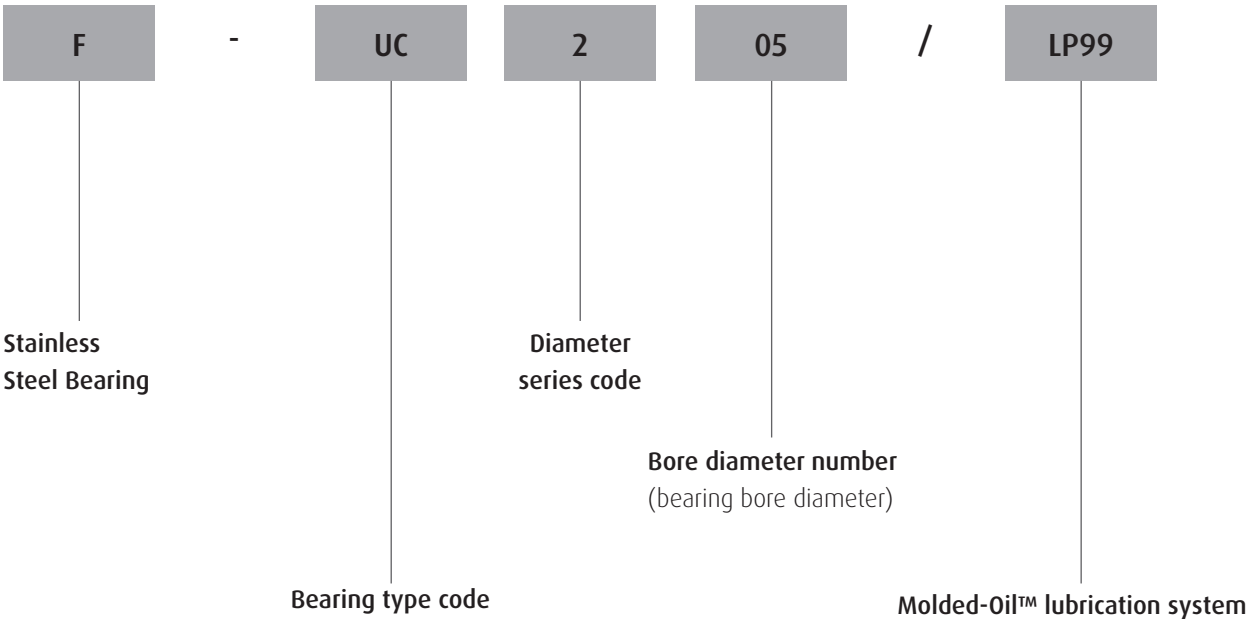 F - UC 2 05 / LP99
Stainless
Steel Bearing
Diameter
series code
Bore diameter number
(bearing bore diameter)
Bearing type code
Molded-Oil™ lubrication system